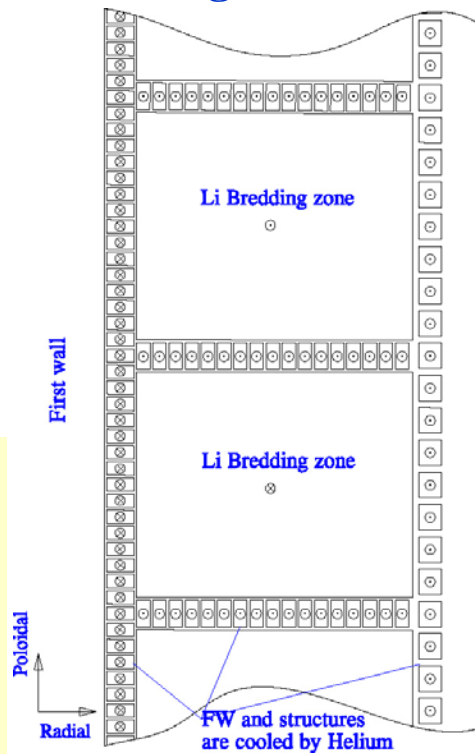 Li Bredding zone
First wall
Li Bredding zone
Poloidal
Radial
FW and structures
are cooled by Helium